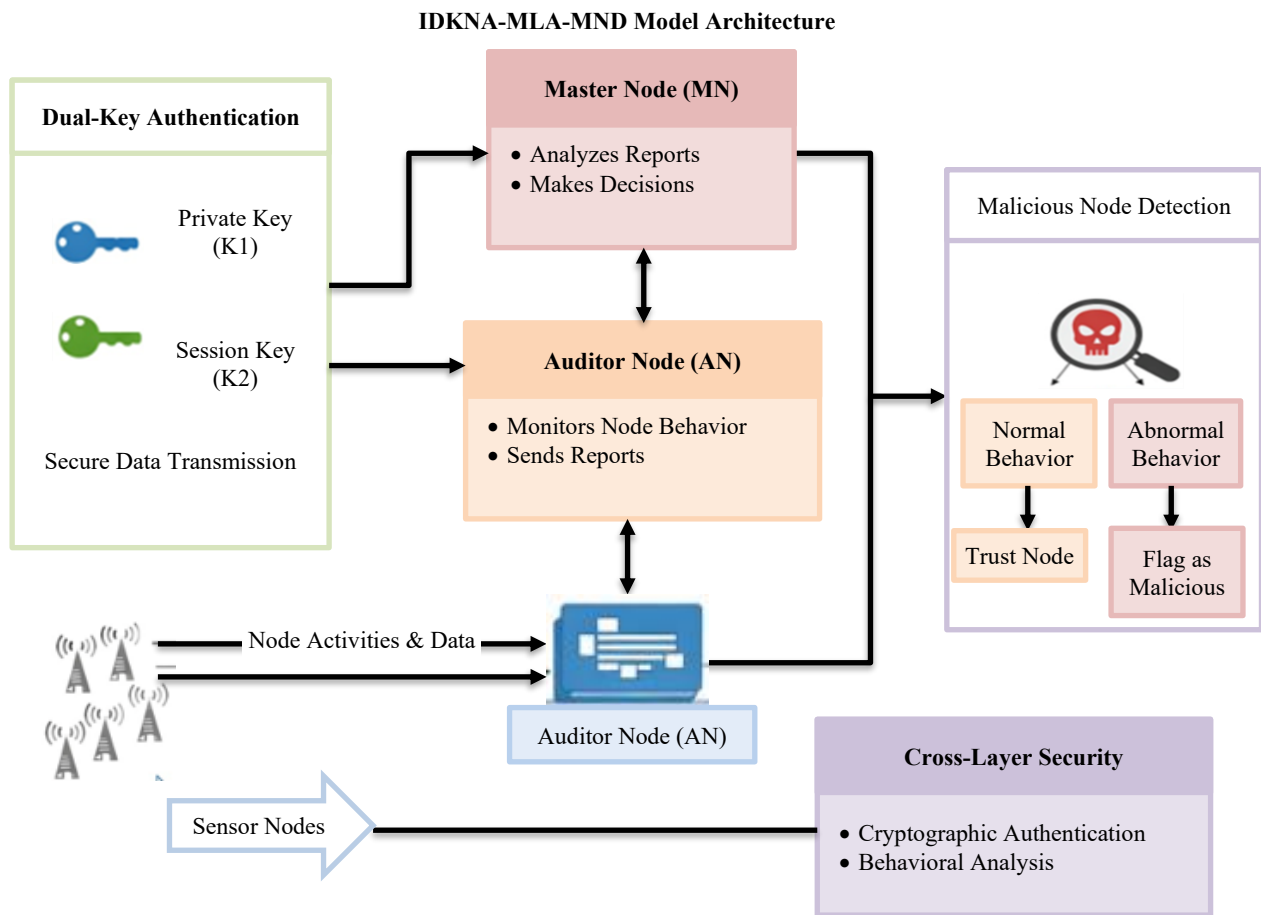 IDKNA-MLA-MND Model Architecture
Dual-Key Authentication
Private Key
(K1)
Session Key
(K2)
Secure Data Transmission
Master Node (MN)
• Analyzes Reports
• Makes Decisions
Auditor Node (AN)
• Monitors Node Behavior
• Sends Reports
Malicious Node Detection
Normal
Behavior
Abnormal
Behavior
Trust Node
Flag as
Malicious
Node Activities & Data
Auditor Node (AN)
Sensor Nodes
Cross-Layer Security
• Cryptographic Authentication
• Behavioral Analysis